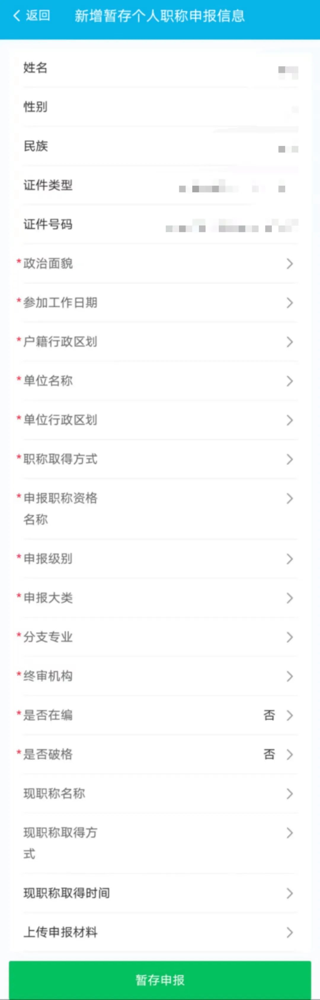 返回 新增暂存个人职称申报信息
姓名
性别
民族
证件类型
证件号码
*政治面貌
*参加工作日期
*户籍行政区划
*单位名称
*单位行政区划
*职称取得方式
*申报职称资格
名称
*申报级别
*申报大类
*分支专业
*终审机构
*是否在编 否
*是否破格 否
现职称名称
现职称取得方
式
现职称取得时间
上传申报材料
暂存申报